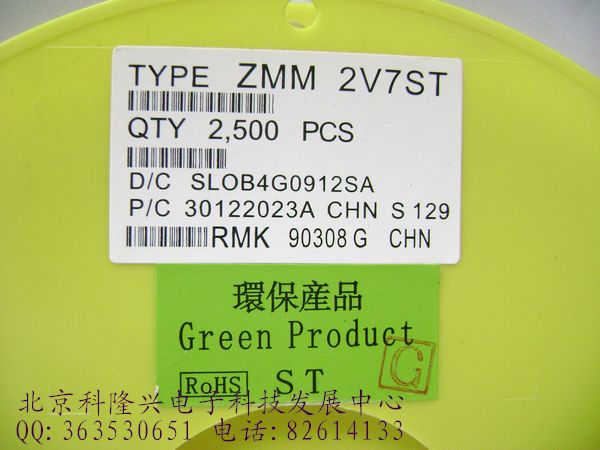 TYPE ZMM 2V7ST
QTY 2,500 PCS
D/C SLOB4G0912SA
P/C 30122023A CHN S 129
RMK 90308 G CHN
環保產品
Green Product
G
RoHS ST
北京科隆兴电子科技发展中心
QQ:363530651 电话:82614133